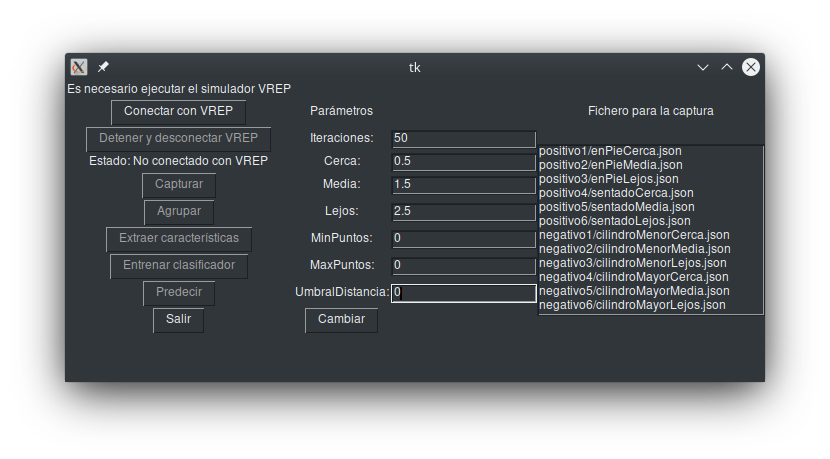 tk
Es necesario ejecutar el simulador VREP
Conectar con VREP
Parámetros
Fichero para la captura
Detener y desconectar VREP
Iteraciones:
50
Estado: No conectado con VREP
Cerca:
0.5
Capturar
Media:
1.5
Agrupar
Lejos:
2.5
Extraer características
MinPuntos:
0
Entrenar clasificador
MaxPuntos:
0
Predecir
UmbralDistancia:
0
Salir
Cambiar
positivo1/enPieCerca.json
positivo2/enPieMedia.json
positivo3/enPieLejos.json
positivo4/sentadoCerca.json
positivo5/sentadoMedia.json
positivo6/sentadoLejos.json
negativo1/cilindroMenorCerca.json
negativo2/cilindroMenorMedia.json
negativo3/cilindroMenorLejos.json
negativo4/cilindroMayorCerca.json
negativo5/cilindroMayorMedia.json
negativo6/cilindroMayorLejos.json